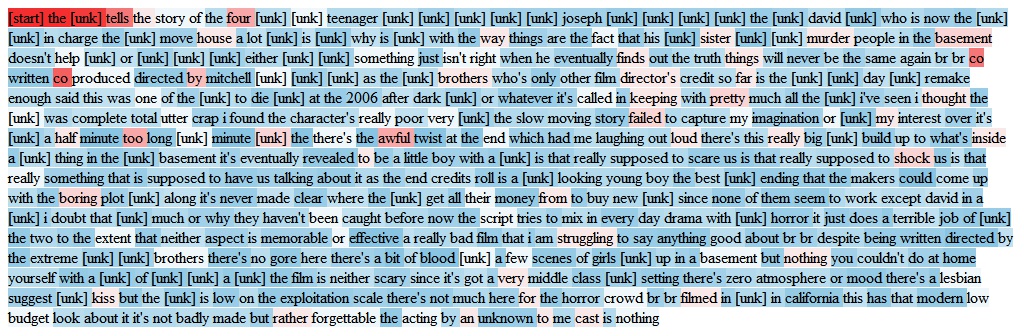 [start] the [unk] tells the story of the four [unk] [unk] teenager [unk] [unk] [unk] [unk] [unk] joseph [unk] [unk] [unk] [unk] the [unk] david [unk] who is now the [unk]
[unk] in charge the [unk] move house a lot [unk] is [unk] why is [unk] with the way things are the fact that his [unk] sister [unk] [unk] murder people in the basement
doesn't help [unk] or [unk] [unk] [unk] either [unk] [unk] something just isn't right when he eventually finds out the truth things will never be the same again br br co
written co produced directed by mitchell [unk] [unk] [unk] as the [unk] brothers who's only other film director's credit so far is the [unk] [unk] day [unk] remake
enough said this was one of the [unk] to die [unk] at the 2006 after dark [unk] or whatever it's called in keeping with pretty much all the [unk] i've seen i thought the
[unk] was complete total utter crap i found the character's really poor very [unk] the slow moving story failed to capture my imagination or [unk] my interest over it's
[unk] a half minute too long [unk] minute [unk] the there's the awful twist at the end which had me laughing out loud there's this really big [unk] build up to what's inside
a [unk] thing in the [unk] basement it's eventually revealed to be a little boy with a [unk] is that really supposed to scare us is that really supposed to shock us is that
really something that is supposed to have us talking about it as the end credits roll is a [unk] looking young boy the best [unk] ending that the makers could come up
with the boring plot [unk] along it's never made clear where the [unk] get all their money from to buy new [unk] since none of them seem to work except david in a
[unk] i doubt that [unk] much or why they haven't been caught before now the script tries to mix in every day drama with [unk] horror it just does a terrible job of [unk]
the two to the extent that neither aspect is memorable or effective a really bad film that i am struggling to say anything good about br br despite being written directed by
the extreme [unk] [unk] brothers there's no gore here there's a bit of blood [unk] a few scenes of girls [unk] up in a basement but nothing you couldn't do at home
yourself with a [unk] of [unk] [unk] a [unk] the film is neither scary since it's got a very middle class [unk] setting there's zero atmosphere or mood there's a lesbian
suggest [unk] kiss but the [unk] is low on the exploitation scale there's not much here for the horror crowd br br filmed in [unk] in california this has that modern low
budget look about it it's not badly made but rather forgettable the acting by an unknown to me cast is nothing